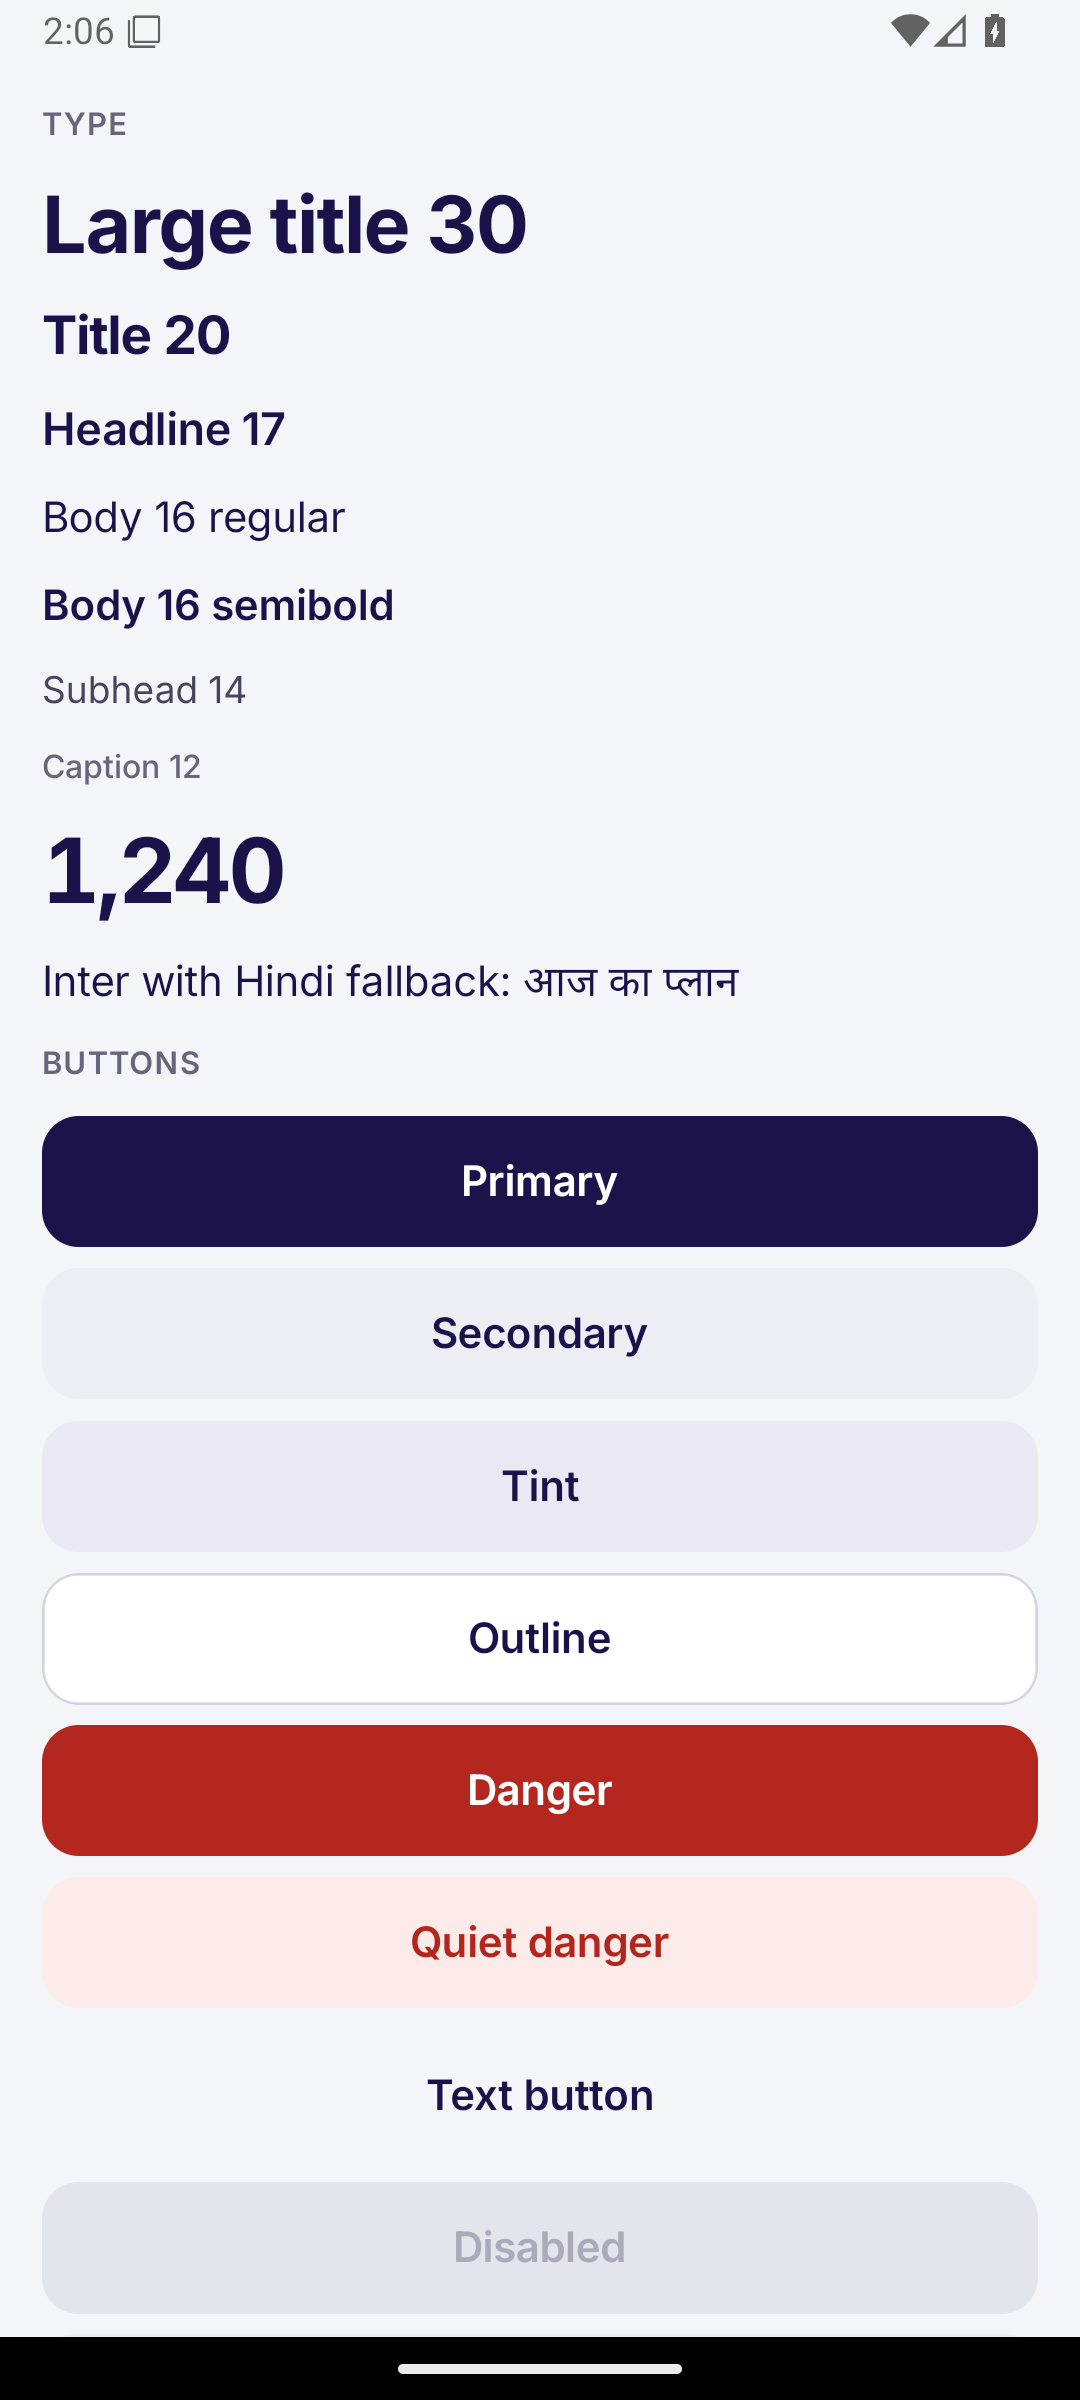 2:06
TYPE
Large title 30
Title 20
Headline 17
Body 16 regular
Body 16 semibold
Subhead 14
Caption 12
1,240
Inter with Hindi fallback: आज का प्लान
BUTTONS
Primary
Secondary
Tint
Outline
Danger
Quiet danger
Text button
Disabled